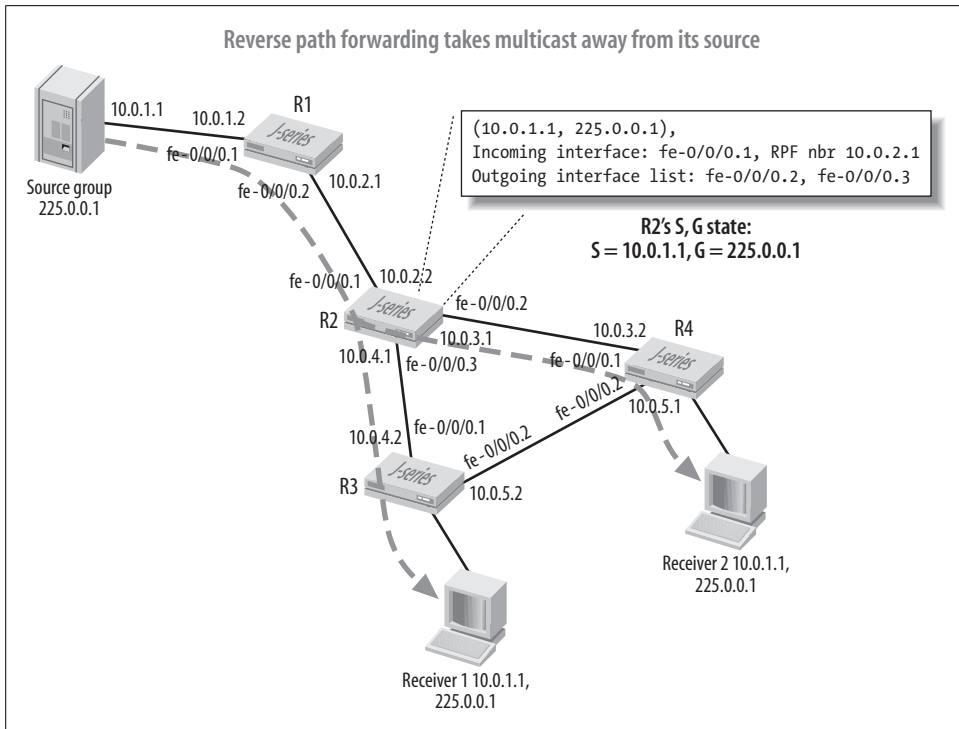 Reverse path forwarding takes multicast away from its source
10.0.1.1
10.0.1.2
R1
J-series
fe-0/0/0.1
Source group
225.0.0.1
fe-0/0/0.2
10.0.2.1
(10.0.1.1, 225.0.0.1),
Incoming interface: fe-0/0/0.1, RPF nbr 10.0.2.1
Outgoing interface list: fe-0/0/0.2, fe-0/0/0.3
R2's S, G state:
S = 10.0.1.1, G = 225.0.0.1
fe-0/0/0.1
10.0.2.2
J-series
R2
fe-0/0/0.2
10.0.3.1
10.0.4.1
fe-0/0/0.3
10.0.3.2
R4
J-series
fe-0/0/0.1
fe-0/0/0.2
10.0.5.1
fe-0/0/0.1
10.0.4.2
fe-0/0/0.2
J-series
R3
10.0.5.2
Receiver 2 10.0.1.1,
225.0.0.1
Receiver 1 10.0.1.1,
225.0.0.1